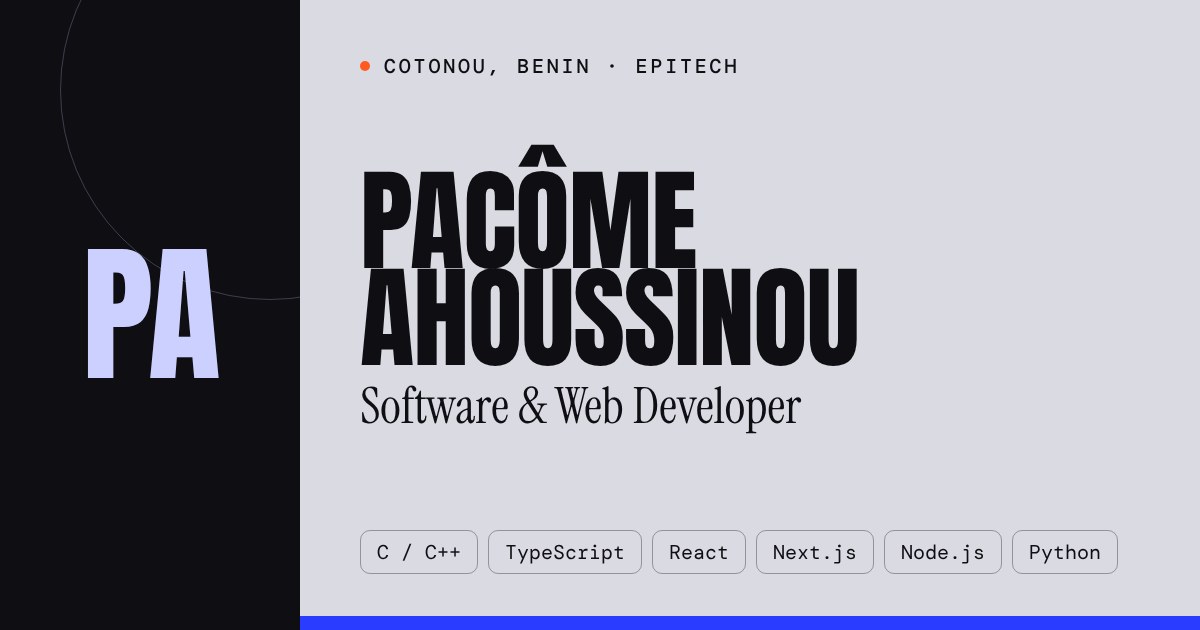 PA
COTONOU, BENIN · EPITECH
PACÔME
AHOUSSINOU
Software & Web Developer
C / C++ TypeScript React Next.js Node.js Python